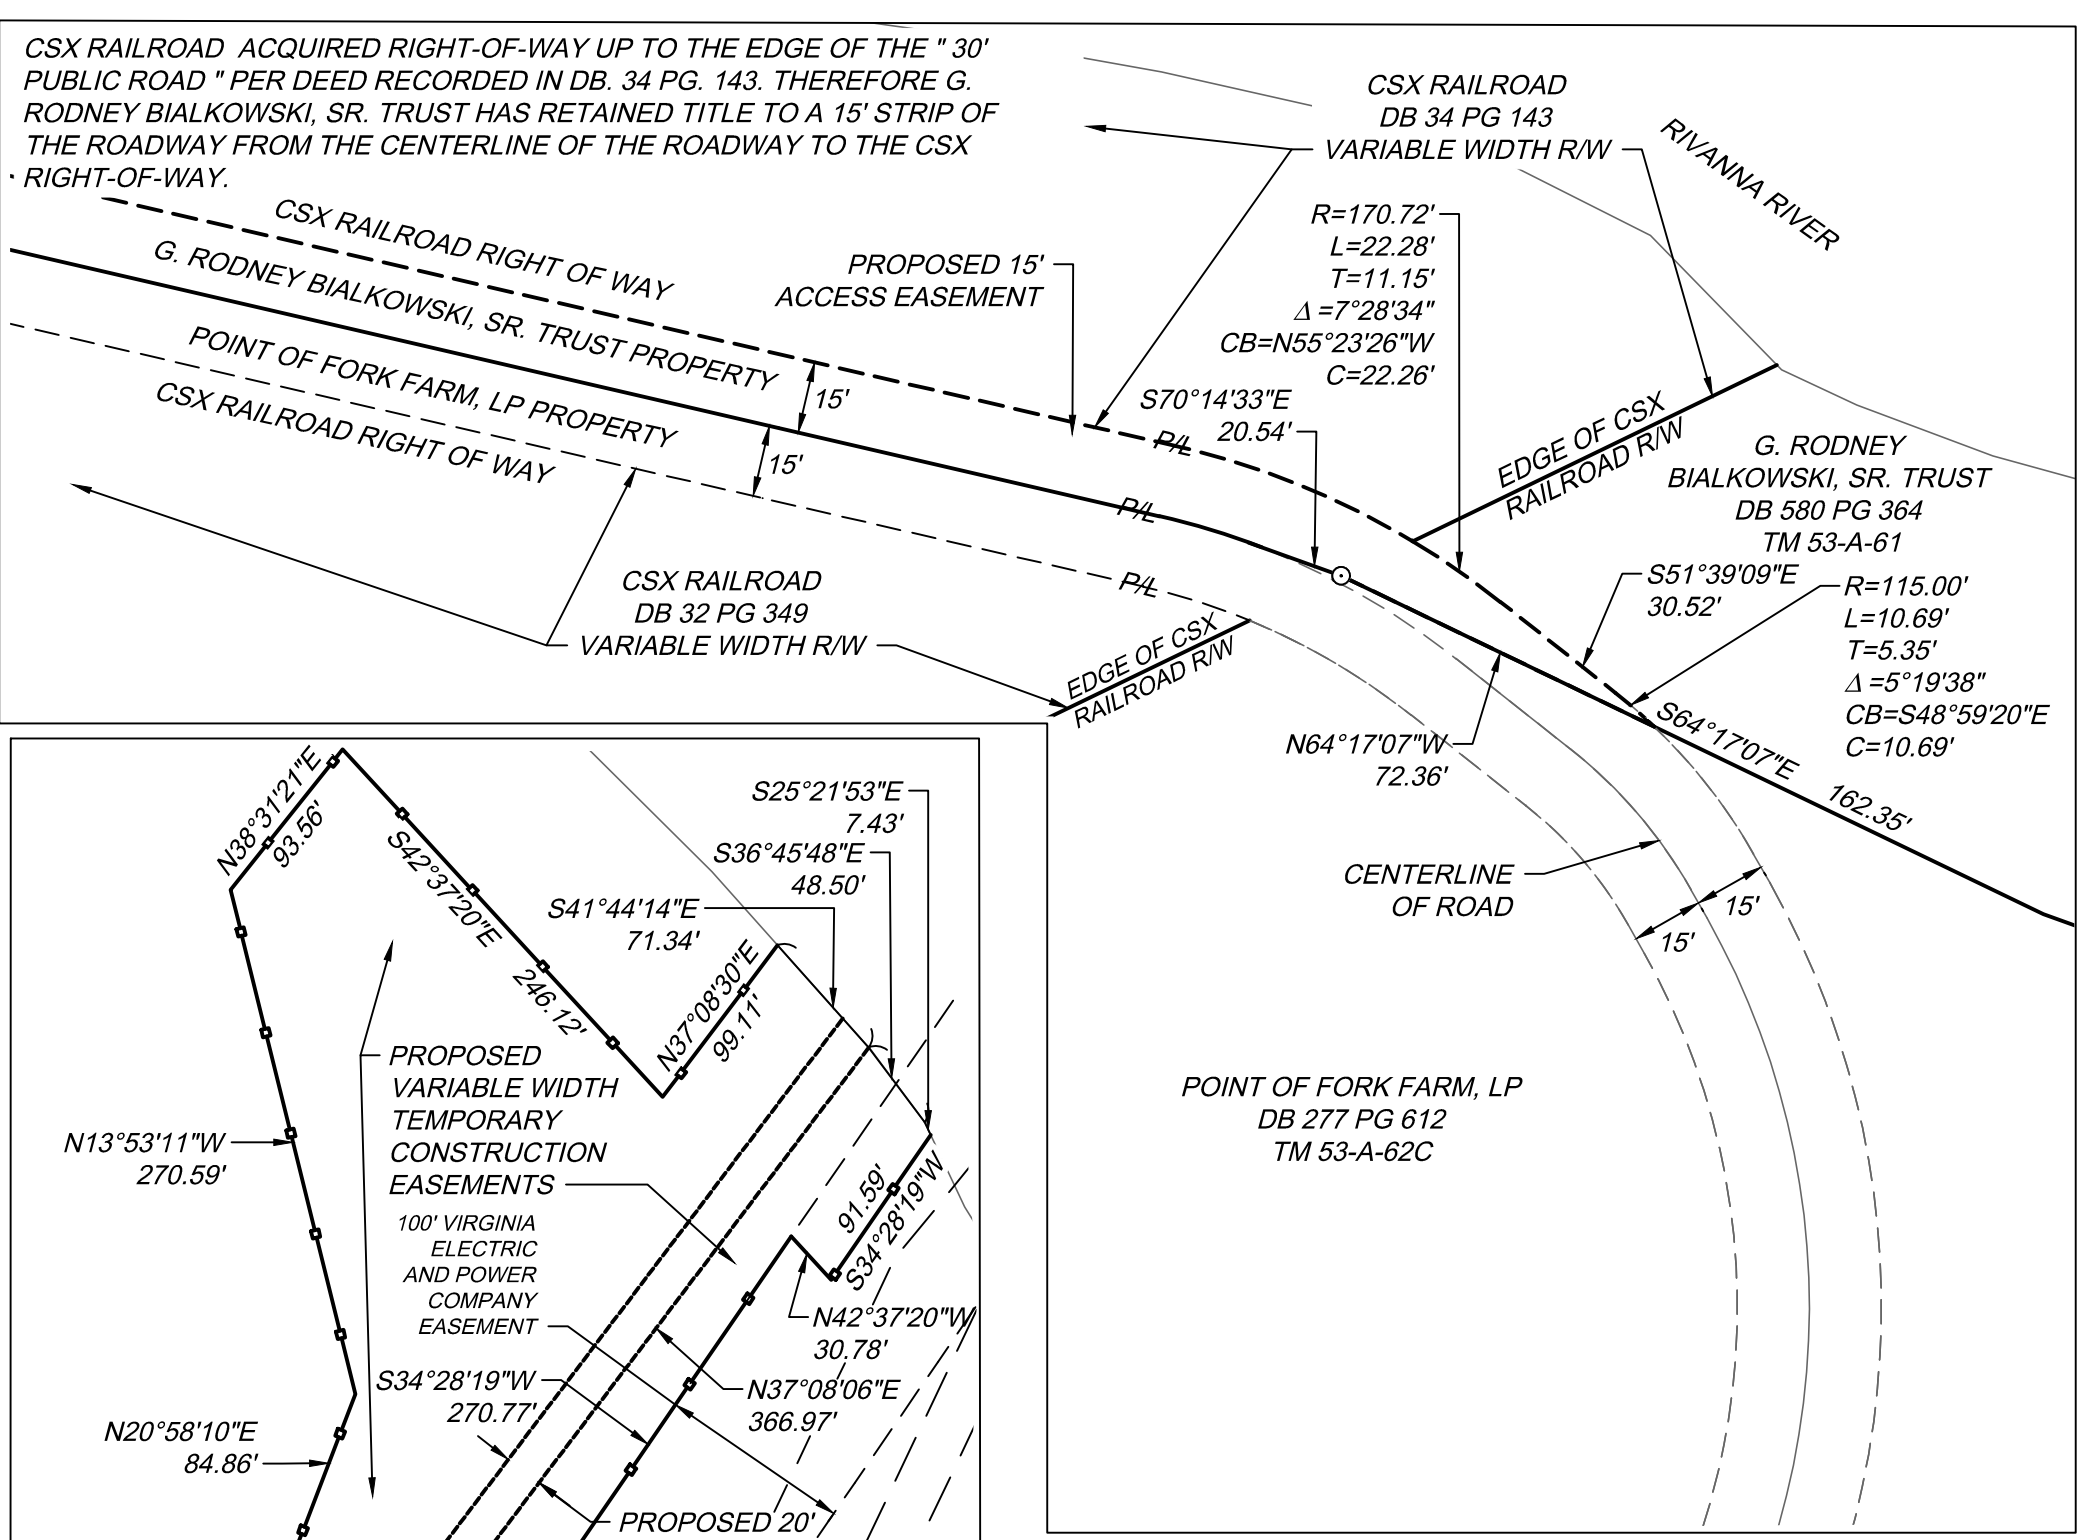 CSX RAILROAD ACQUIRED RIGHT-OF-WAY UP TO THE EDGE OF THE " 30'
PUBLIC ROAD " PER DEED RECORDED IN DB. 34 PG. 143. THEREFORE G.
RODNEY BIALKOWSKI, SR. TRUST HAS RETAINED TITLE TO A 15' STRIP OF
THE ROADWAY FROM THE CENTERLINE OF THE ROADWAY TO THE CSX
RIGHT-OF-WAY.
CSX RAILROAD
DB 34 PG 143
VARIABLE WIDTH R/W
RIVANNA RIVER
CSX RAILROAD RIGHT OF WAY
G. RODNEY BIALKOWSKI, SR. TRUST PROPERTY
POINT OF FORK FARM, LP PROPERTY
CSX RAILROAD RIGHT OF WAY
15'
15'
PROPOSED 15'
ACCESS EASEMENT
R=170.72'
L=22.28'
T=11.15'
Δ =7°28'34"
CB=N55°23'26"W
C=22.26'
S70°14'33"E
20.54'
P/L
P/L
P/L
EDGE OF CSX
RAILROAD R/W
G. RODNEY
BIALKOWSKI, SR. TRUST
DB 580 PG 364
TM 53-A-61
S51°39'09"E
30.52'
R=115.00'
L=10.69'
T=5.35'
Δ =5°19'38"
CB=S48°59'20"E
C=10.69'
CSX RAILROAD
DB 32 PG 349
VARIABLE WIDTH R/W
EDGE OF CSX
RAILROAD R/W
N64°17'07"W
72.36'
S64°17'07"E
162.35'
CENTERLINE
OF ROAD
15'
15'
POINT OF FORK FARM, LP
DB 277 PG 612
TM 53-A-62C
N38°31'21"E
93.56'
S42°37'20"E
246.12'
S25°21'53"E
7.43'
S36°45'48"E
48.50'
S41°44'14"E
71.34'
N37°08'30"E
99.11'
PROPOSED
VARIABLE WIDTH
TEMPORARY
CONSTRUCTION
EASEMENTS
N13°53'11"W
270.59'
100' VIRGINIA
ELECTRIC
AND POWER
COMPANY
EASEMENT
91.59'
S34°28'19"W
N42°37'20"W
30.78'
S34°28'19"W
270.77'
N37°08'06"E
366.97'
N20°58'10"E
84.86'
PROPOSED 20'